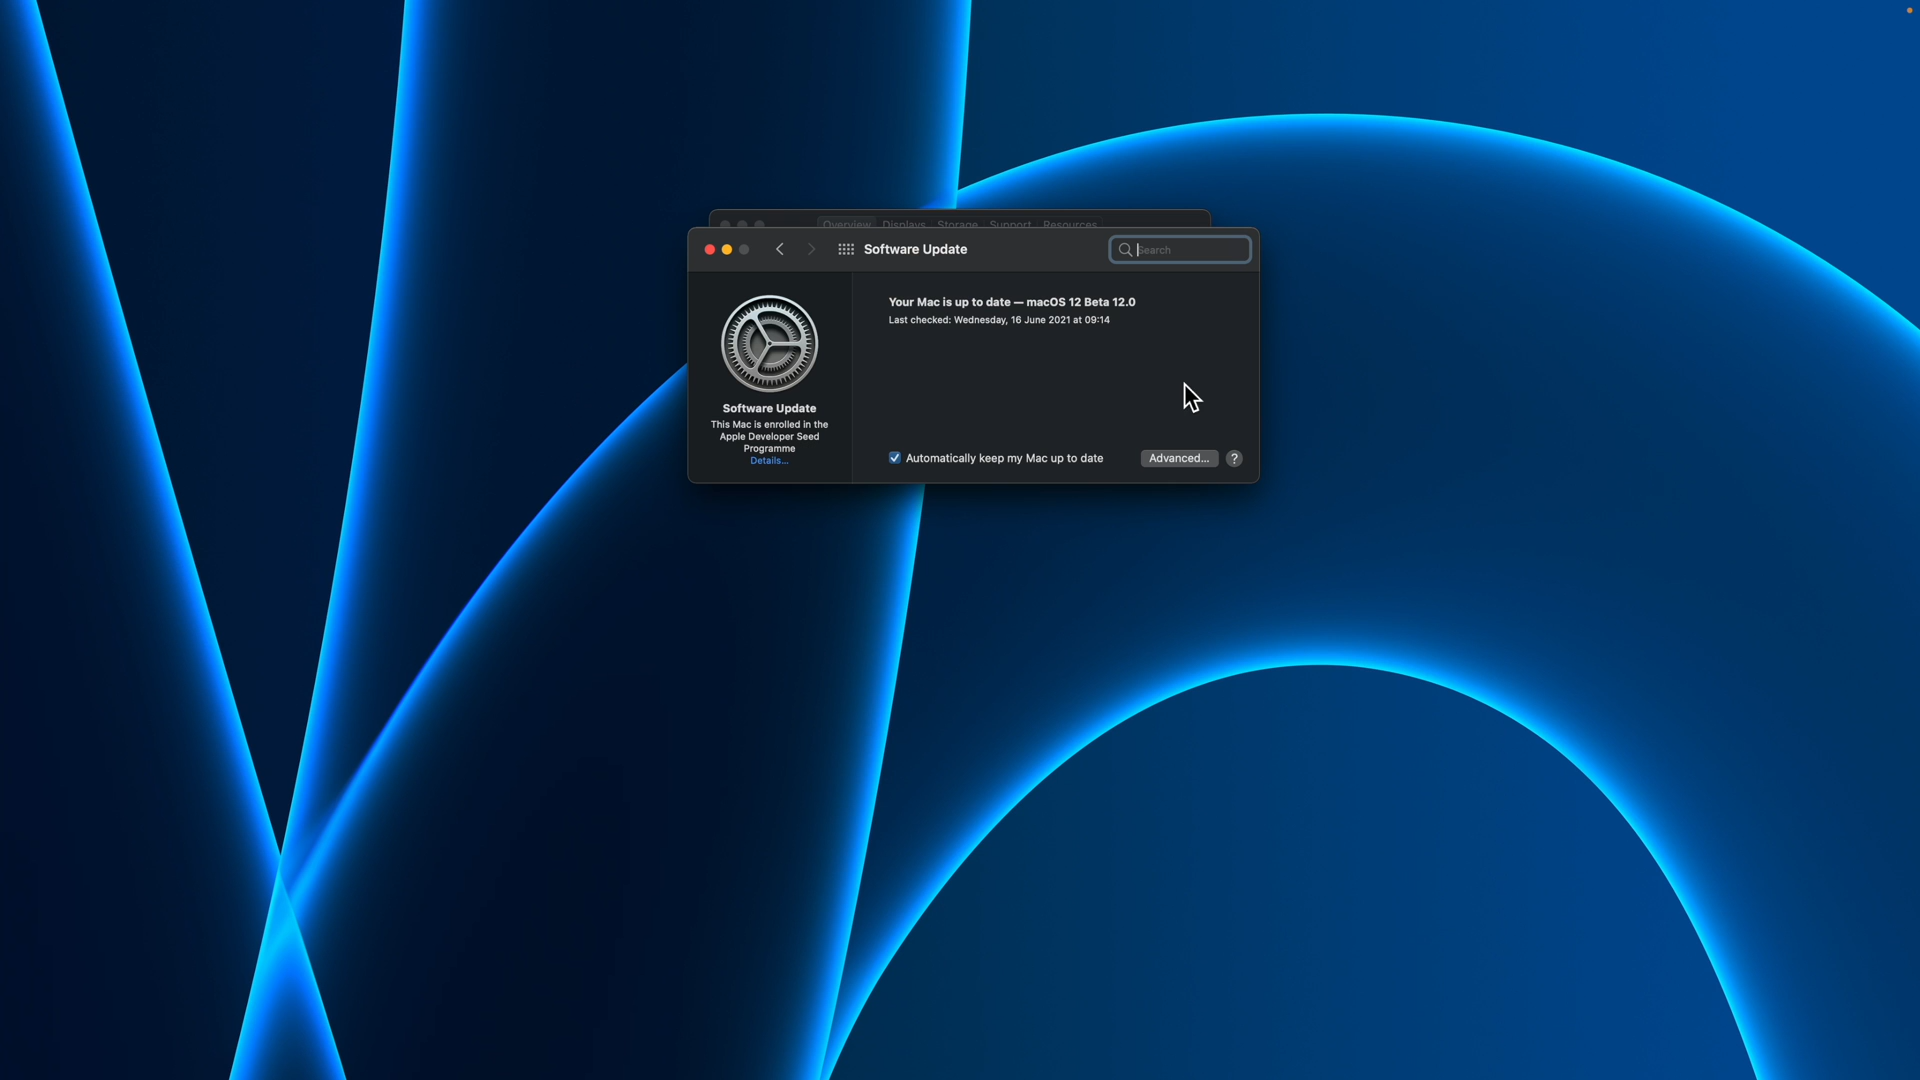 Overview Displays Storage Support Resources
Software Update
Search
Your Mac is up to date — macOS 12 Beta 12.0
Last checked: Wednesday, 16 June 2021 at 09:14
Software Update
This Mac is enrolled in the
Apple Developer Seed
Programme
Details...
Automatically keep my Mac up to date
Advanced...
?